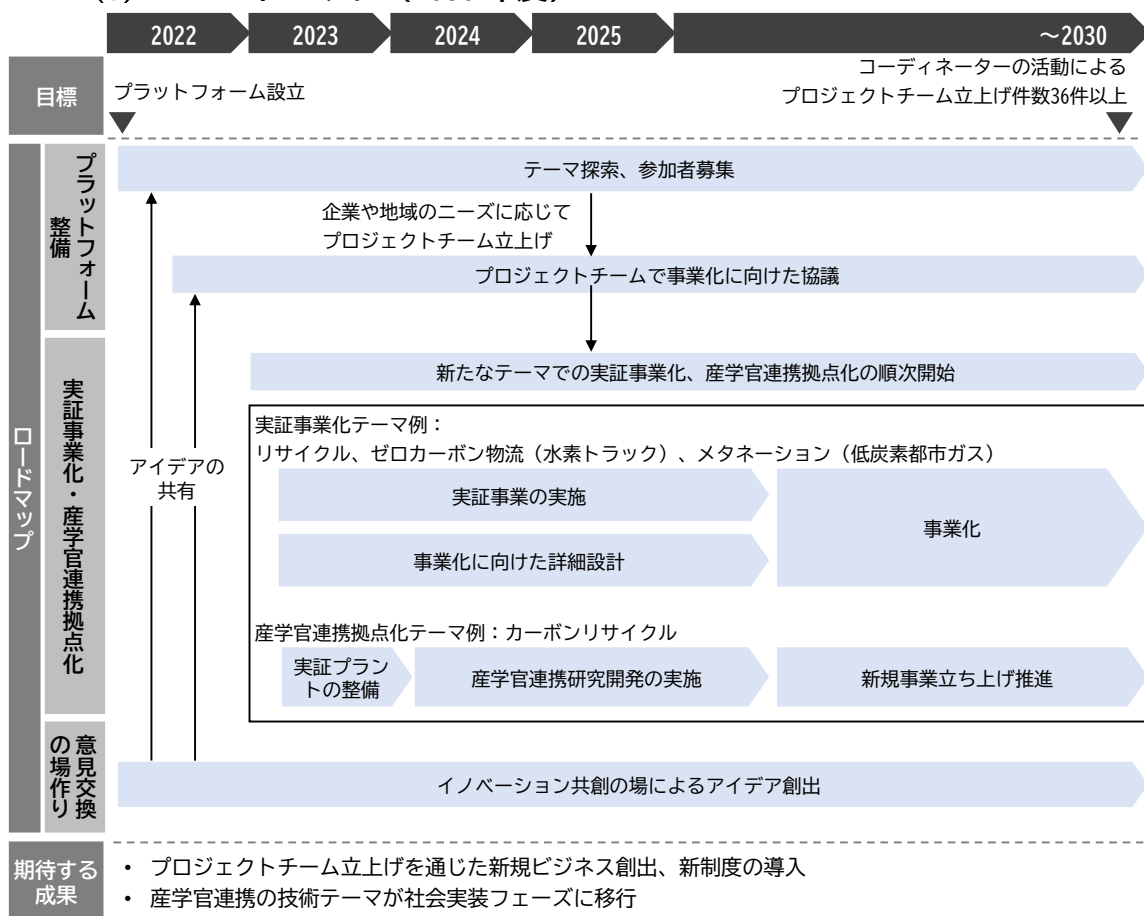 2022
2023
2024
2025
～2030
目標
プラットフォーム設立
コーディネーターの活動による
プロジェクトチーム立上げ件数36件以上
ロードマップ
プラットフォーム
整備
テーマ探索、参加者募集
企業や地域のニーズに応じて
プロジェクトチーム立上げ
プロジェクトチームで事業化に向けた協議
実証事業化・産学官連携拠点化
新たなテーマでの実証事業化、産学官連携拠点化の順次開始
アイデアの
共有
実証事業化テーマ例：
リサイクル、ゼロカーボン物流（水素トラック）、メタネーション（低炭素都市ガス）
実証事業の実施
事業化に向けた詳細設計
事業化
産学官連携拠点化テーマ例：カーボンリサイクル
実証プラン
トの整備
産学官連携研究開発の実施
新規事業立ち上げ推進
意見交換
の場作り
イノベーション共創の場によるアイデア創出
期待する
成果
• プロジェクトチーム立上げを通じた新規ビジネス創出、新制度の導入
• 産学官連携の技術テーマが社会実装フェーズに移行